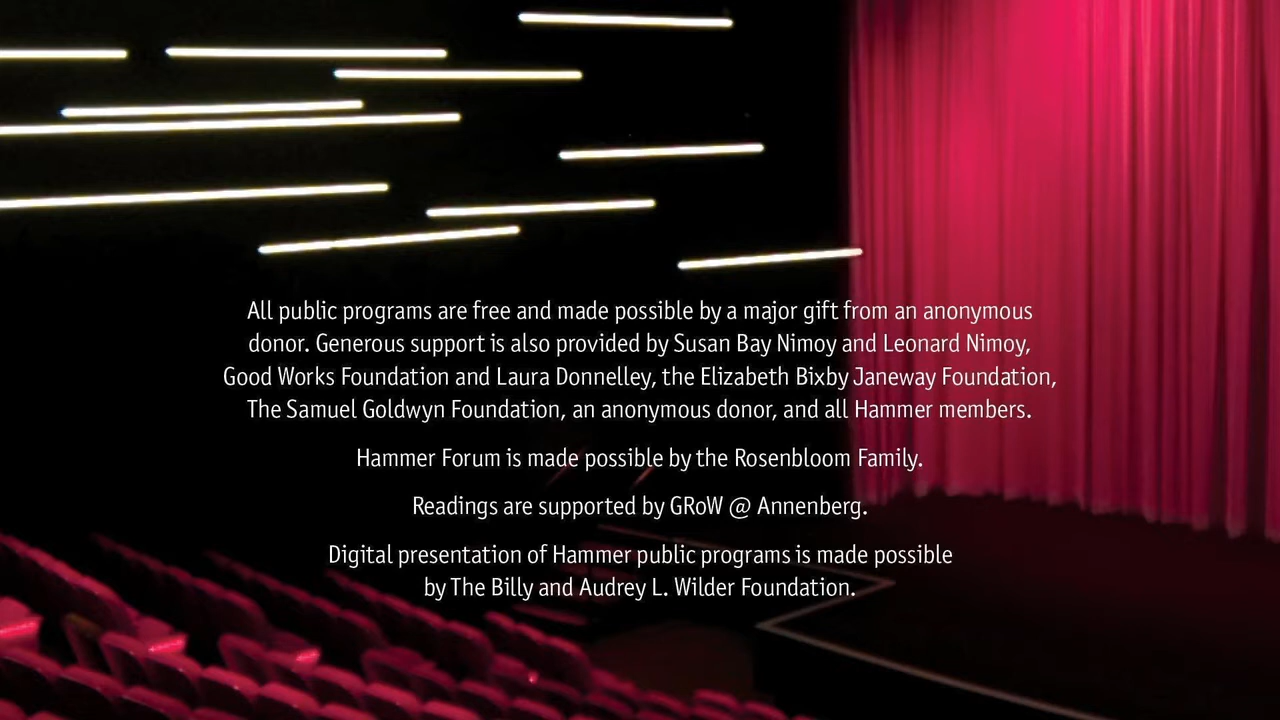 All public programs are free and made possible by a major gift from an anonymous
donor. Generous support is also provided by Susan Bay Nimoy and Leonard Nimoy,
Good Works Foundation and Laura Donnelley, the Elizabeth Bixby Janeway Foundation,
The Samuel Goldwyn Foundation, an anonymous donor, and all Hammer members.
Hammer Forum is made possible by the Rosenbloom Family.
Readings are supported by GRoW @ Annenberg.
Digital presentation of Hammer public programs is made possible
by The Billy and Audrey L. Wilder Foundation.